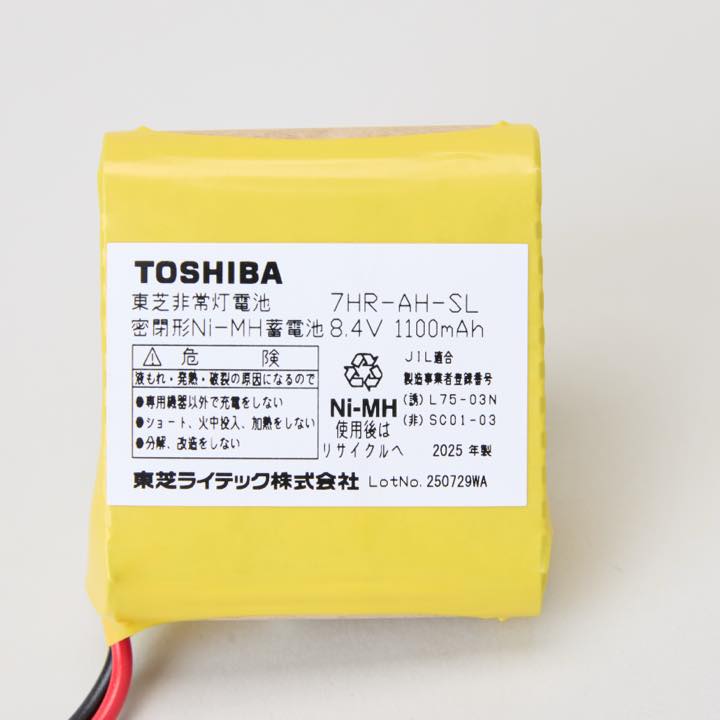 TOSHIBA
東芝非常灯電池 7HR-AH-SL
密閉形Ni-MH蓄電池 8.4V 1100mAh
⚠ 危 険
液もれ・発熱・破裂の原因になるので
●専用機器以外で充電をしない
●ショート、火中投入、加熱をしない
●分解、改造をしない
Ni-MH
使用後は
リサイクルへ
JIL適合
製造事業者登録番号
(誘) L75-03N
(非) SC01-03
2025 年製
東芝ライテック株式会社 LotNo. 250729WA